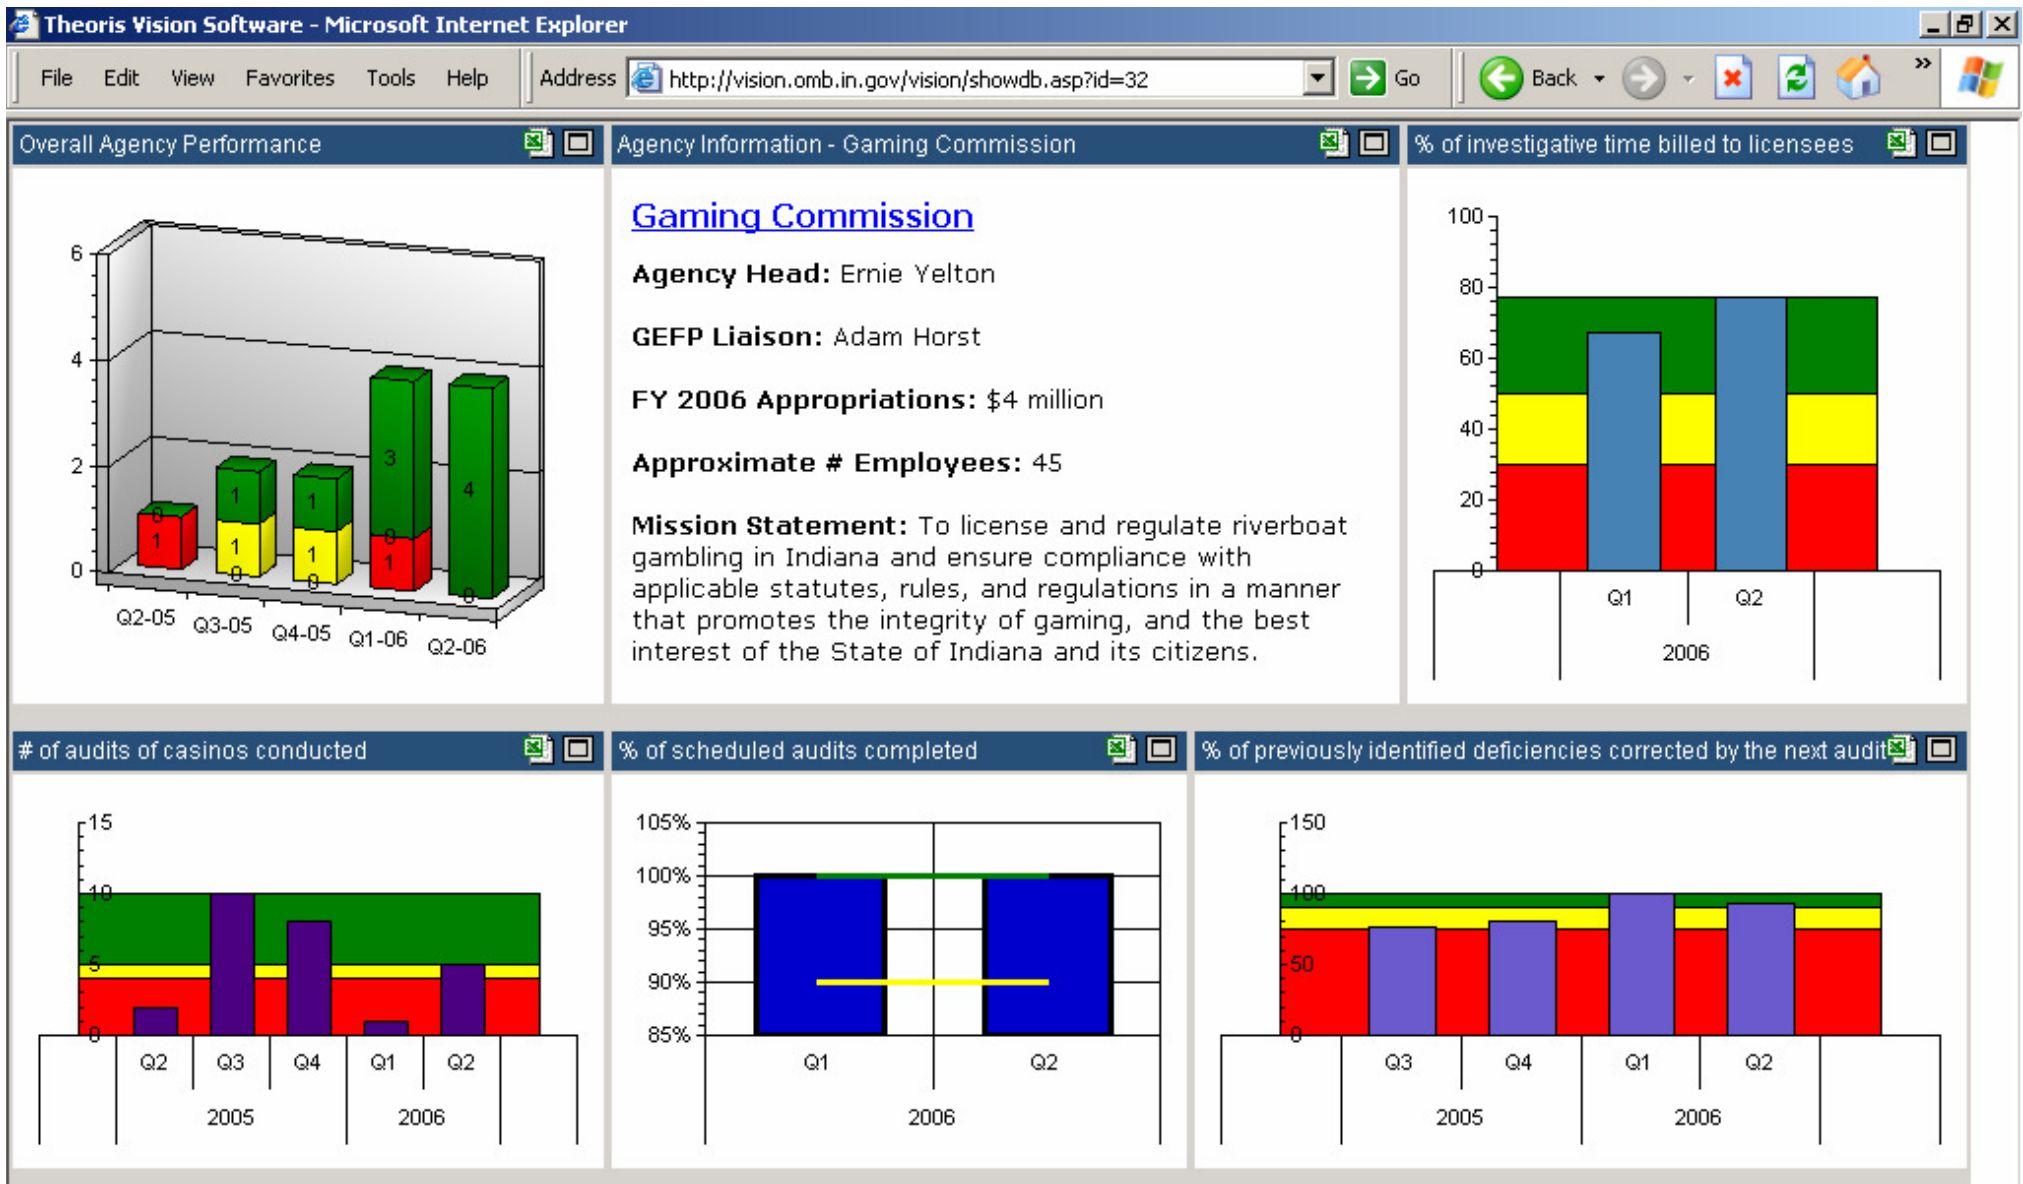 Theoris Vision Software - Microsoft Internet Explorer
File Edit View Favorites Tools Help Address http://vision.omb.in.gov/vision/showdb.asp?id=32 Go Back »
Overall Agency Performance
6
4
2
0
0
1
1
1
0
1
1
0
3
0
1
4
0
Q2-05 Q3-05 Q4-05 Q1-06 Q2-06
Agency Information - Gaming Commission
Gaming Commission
Agency Head: Ernie Yelton
GEFP Liaison: Adam Horst
FY 2006 Appropriations: $4 million
Approximate # Employees: 45
Mission Statement: To license and regulate riverboat
gambling in Indiana and ensure compliance with
applicable statutes, rules, and regulations in a manner
that promotes the integrity of gaming, and the best
interest of the State of Indiana and its citizens.
% of investigative time billed to licensees
100
80
60
40
20
0
Q1 Q2
2006
# of audits of casinos conducted
15
10
5
0
Q2 Q3 Q4 Q1 Q2
2005 2006
% of scheduled audits completed
105%
100%
95%
90%
85%
Q1 Q2
2006
% of previously identified deficiencies corrected by the next audit
150
100
50
0
Q3 Q4 Q1 Q2
2005 2006